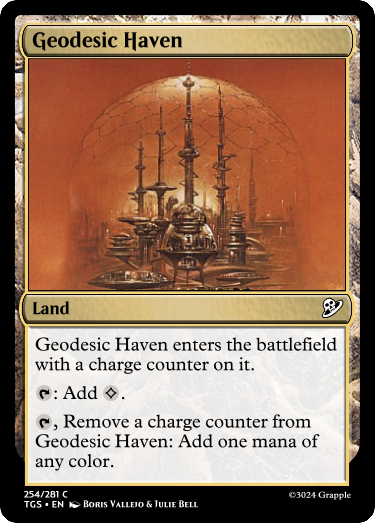 Geodesic Haven
Land
Geodesic Haven enters the battlefield
with a charge counter on it.
: Add .
, Remove a charge counter from
Geodesic Haven: Add one mana of
any color.
254/281 C
TGS • EN Boris Vallejo & Julie Bell
©3024 Grapple